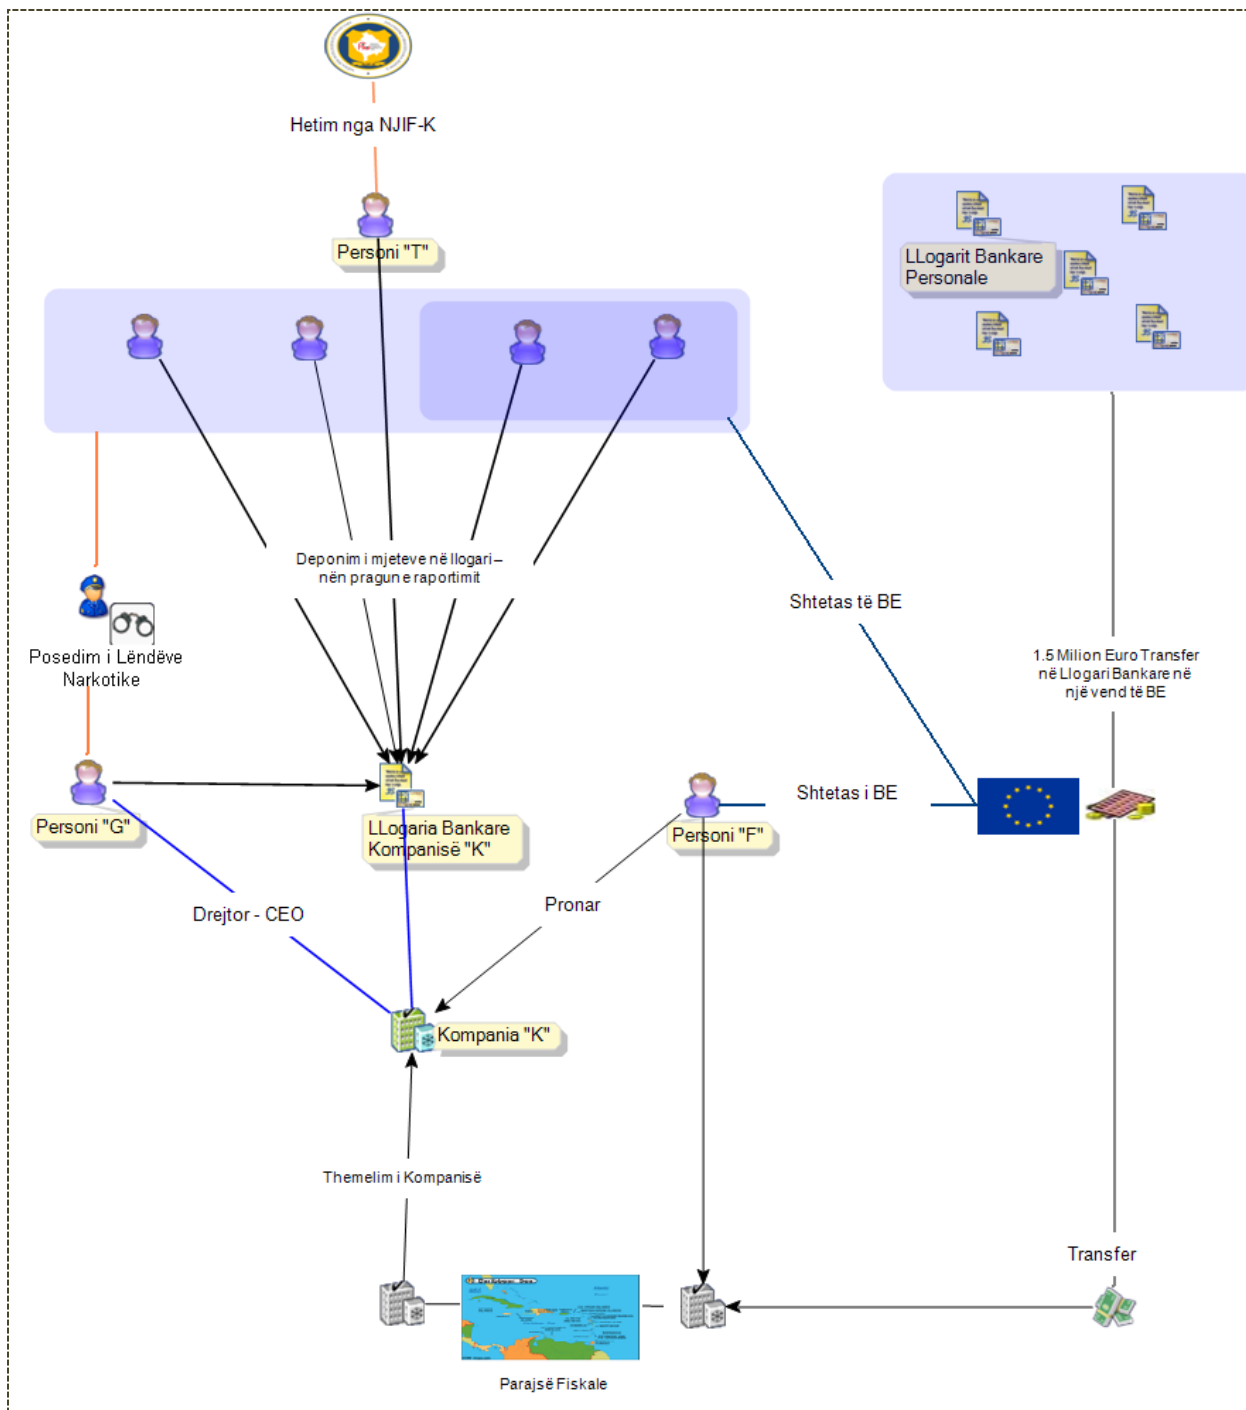 Hetim nga NJIF-K
Personi "T"
LLogarit Bankare
Personale
Deponim i mjeteve në llogari –
nën pragun e raportimit
Shtetas të BE
Posedim i Lëndëve
Narkotike
1.5 Milion Euro Transfer
në Llogari Bankare në
një vend të BE
Personi "G"
LLogaria Bankare
Kompanisë "K"
Personi "F"
Shtetas i BE
Drejtor - CEO
Pronar
Kompania "K"
Themelim i Kompanisë
Transfer
Parajsë Fiskale